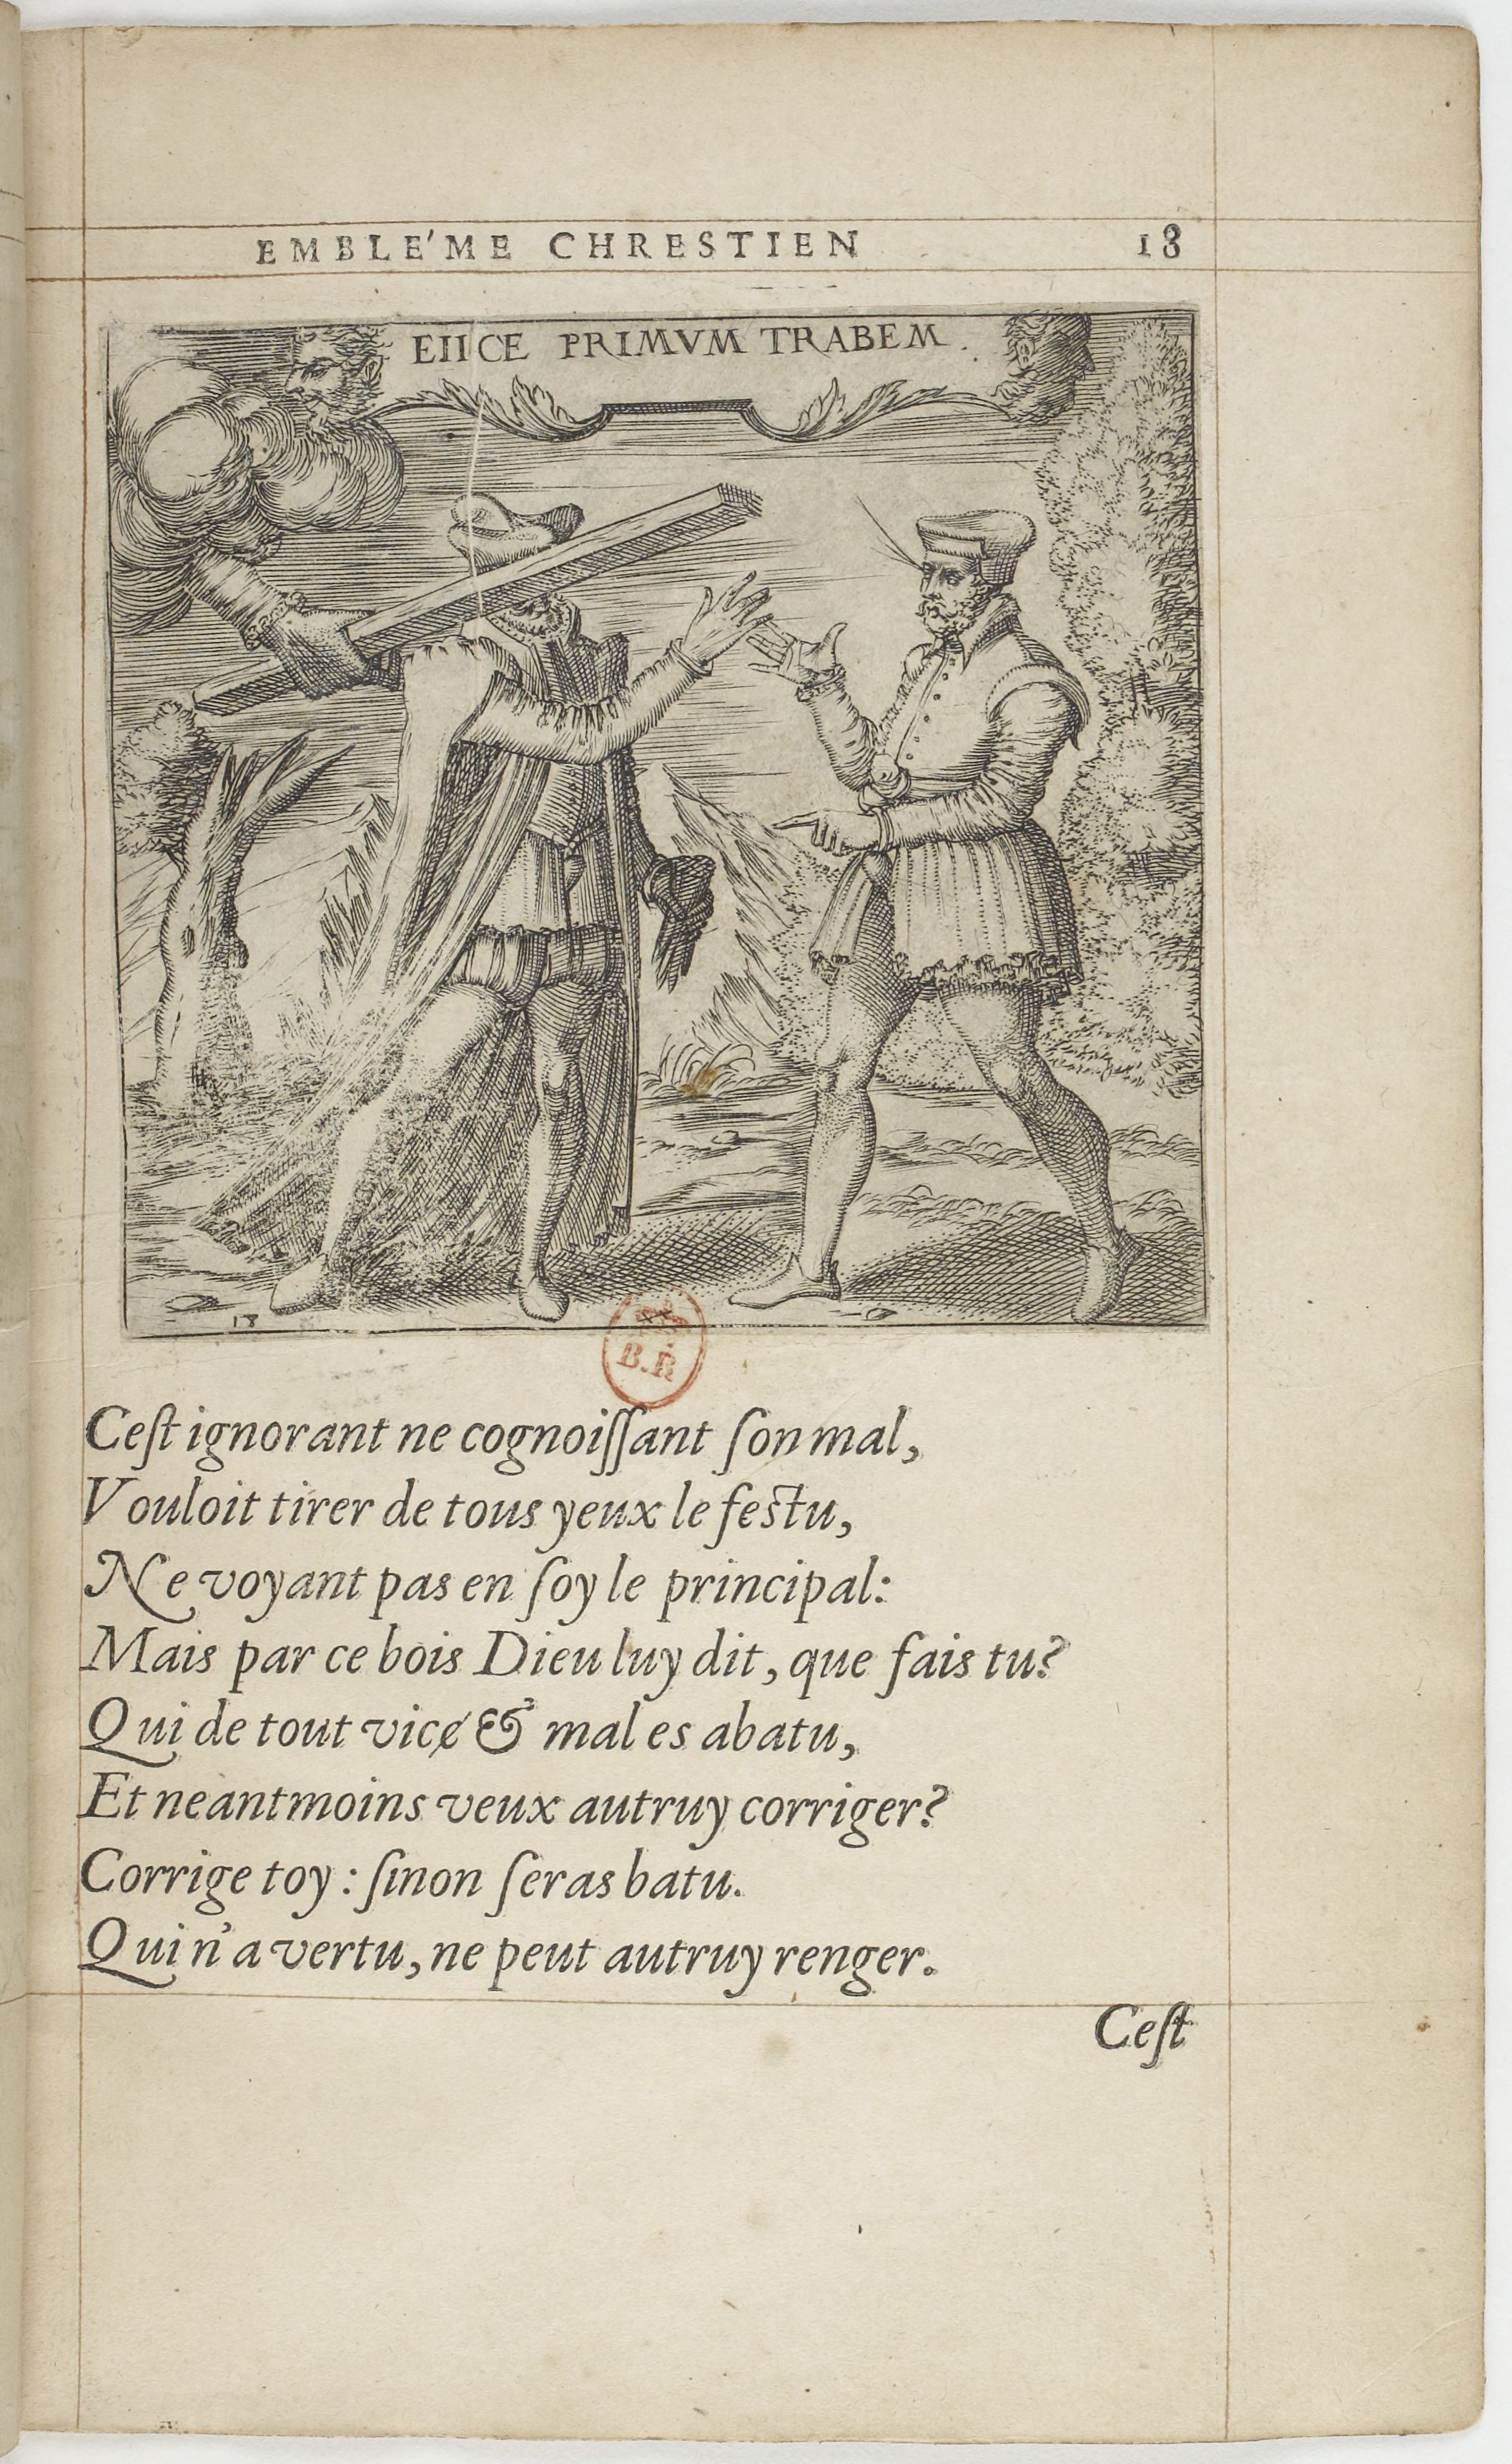 EMBLE'ME CHRESTIEN 18
EIICE PRIMVM TRABEM.
18
B.R
Ceſt ignorant ne cognoiſſant ſon mal,
Vouloit tirer de tous yeux le feſtu,
Ne voyant pas en ſoy le principal:
Mais par ce bois Dieu luy dit, que fais tu?
Qui de tout vice & mal es abatu,
Et neantmoins veux autruy corriger?
Corrige toy: ſinon ſeras batu.
Qui n'a vertu, ne peut autruy renger.
Ceſt